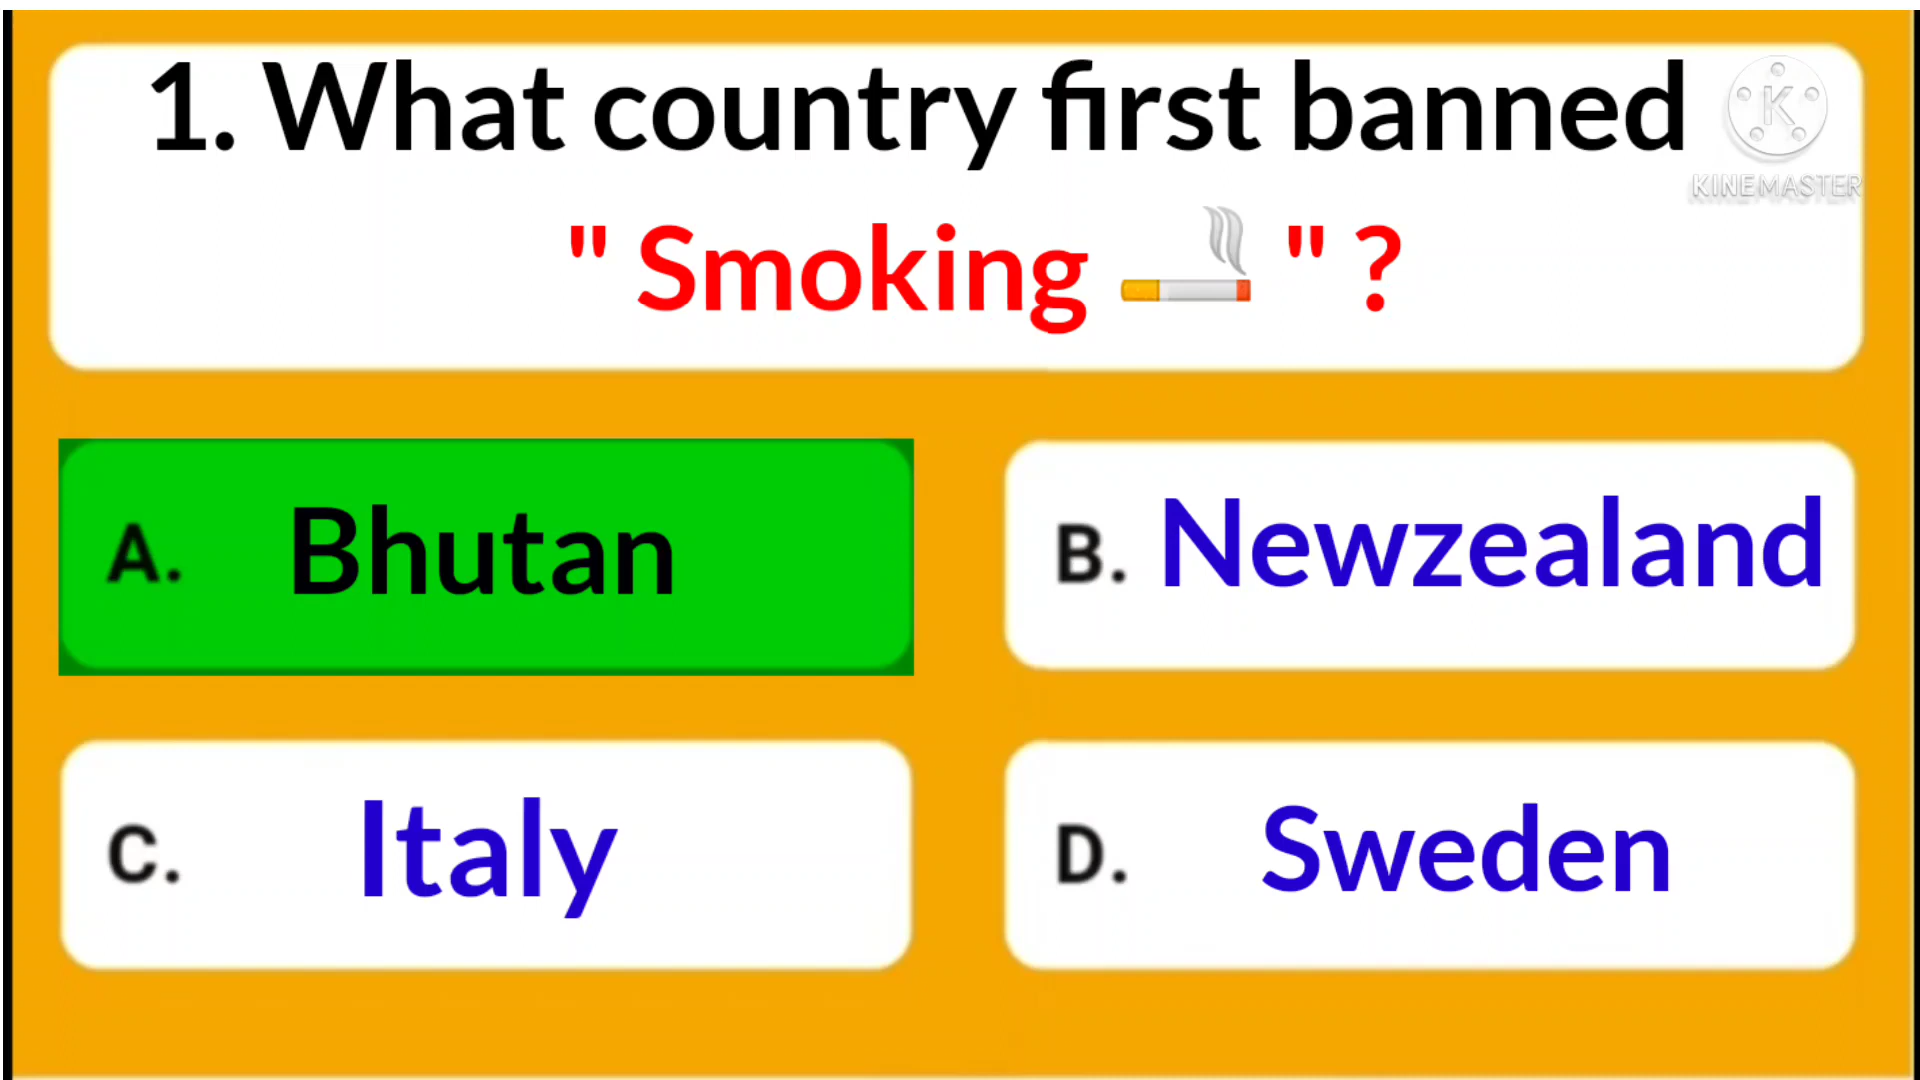 1. What country first banned
" Smoking 🚬 " ?
K
KINEMASTER
A. Bhutan
B. Newzealand
C. Italy
D. Sweden